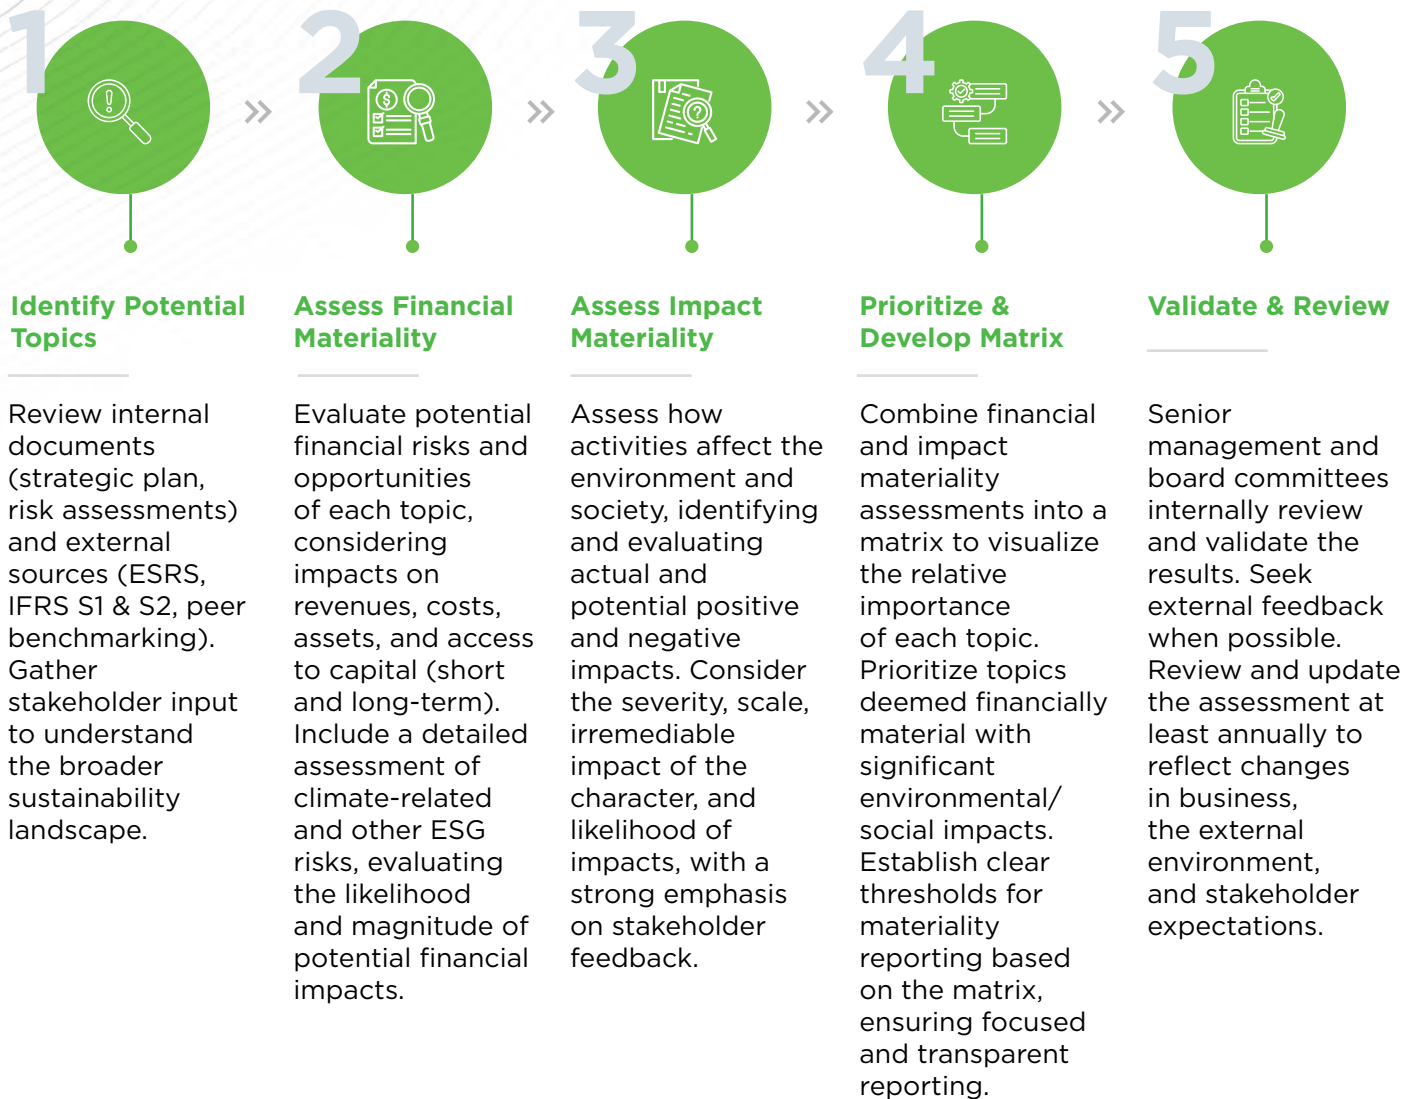 1
Identify Potential
Topics
Review internal
documents
(strategic plan,
risk assessments)
and external
sources (ESRS,
IFRS S1 & S2, peer
benchmarking).
Gather
stakeholder input
to understand
the broader
sustainability
landscape.
2
Assess Financial
Materiality
Evaluate potential
financial risks and
opportunities
of each topic,
considering
impacts on
revenues, costs,
assets, and access
to capital (short
and long-term).
Include a detailed
assessment of
climate-related
and other ESG
risks, evaluating
the likelihood
and magnitude of
potential financial
impacts.
3
Assess Impact
Materiality
Assess how
activities affect the
environment and
society, identifying
and evaluating
actual and
potential positive
and negative
impacts. Consider
the severity, scale,
irremediable
impact of the
character, and
likelihood of
impacts, with a
strong emphasis
on stakeholder
feedback.
4
Prioritize &
Develop Matrix
Combine financial
and impact
materiality
assessments into a
matrix to visualize
the relative
importance
of each topic.
Prioritize topics
deemed financially
material with
significant
environmental/
social impacts.
Establish clear
thresholds for
materiality
reporting based
on the matrix,
ensuring focused
and transparent
reporting.
5
Validate & Review
Senior
management and
board committees
internally review
and validate the
results. Seek
external feedback
when possible.
Review and update
the assessment at
least annually to
reflect changes
in business,
the external
environment,
and stakeholder
expectations.